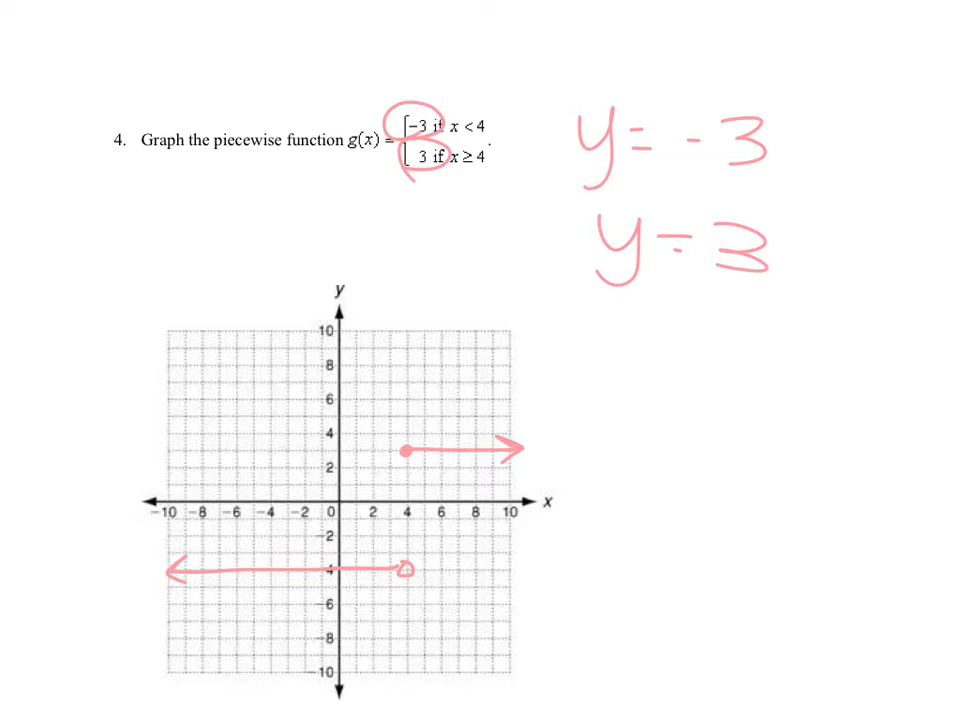 4. Graph the piecewise function g(x) = { -3 if x < 4
3 if x ≥ 4 .
y = -3
y = 3
y
10
8
6
4
2
-10 -8 -6 -4 -2 0 2 4 6 8 10 x
-2
-4
-6
-8
-10